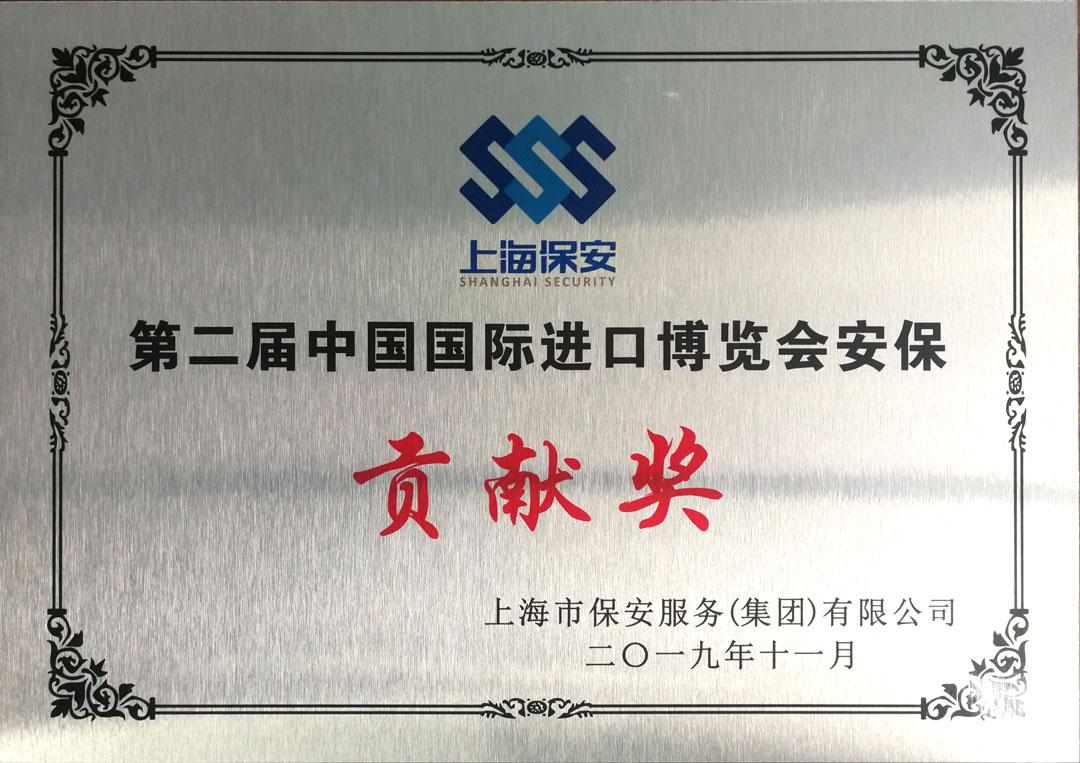 SSS
上海保安
SHANGHAI SECURITY
第二届中国国际进口博览会安保
贡献奖
上海市保安服务(集团)有限公司
二〇一九年十一月